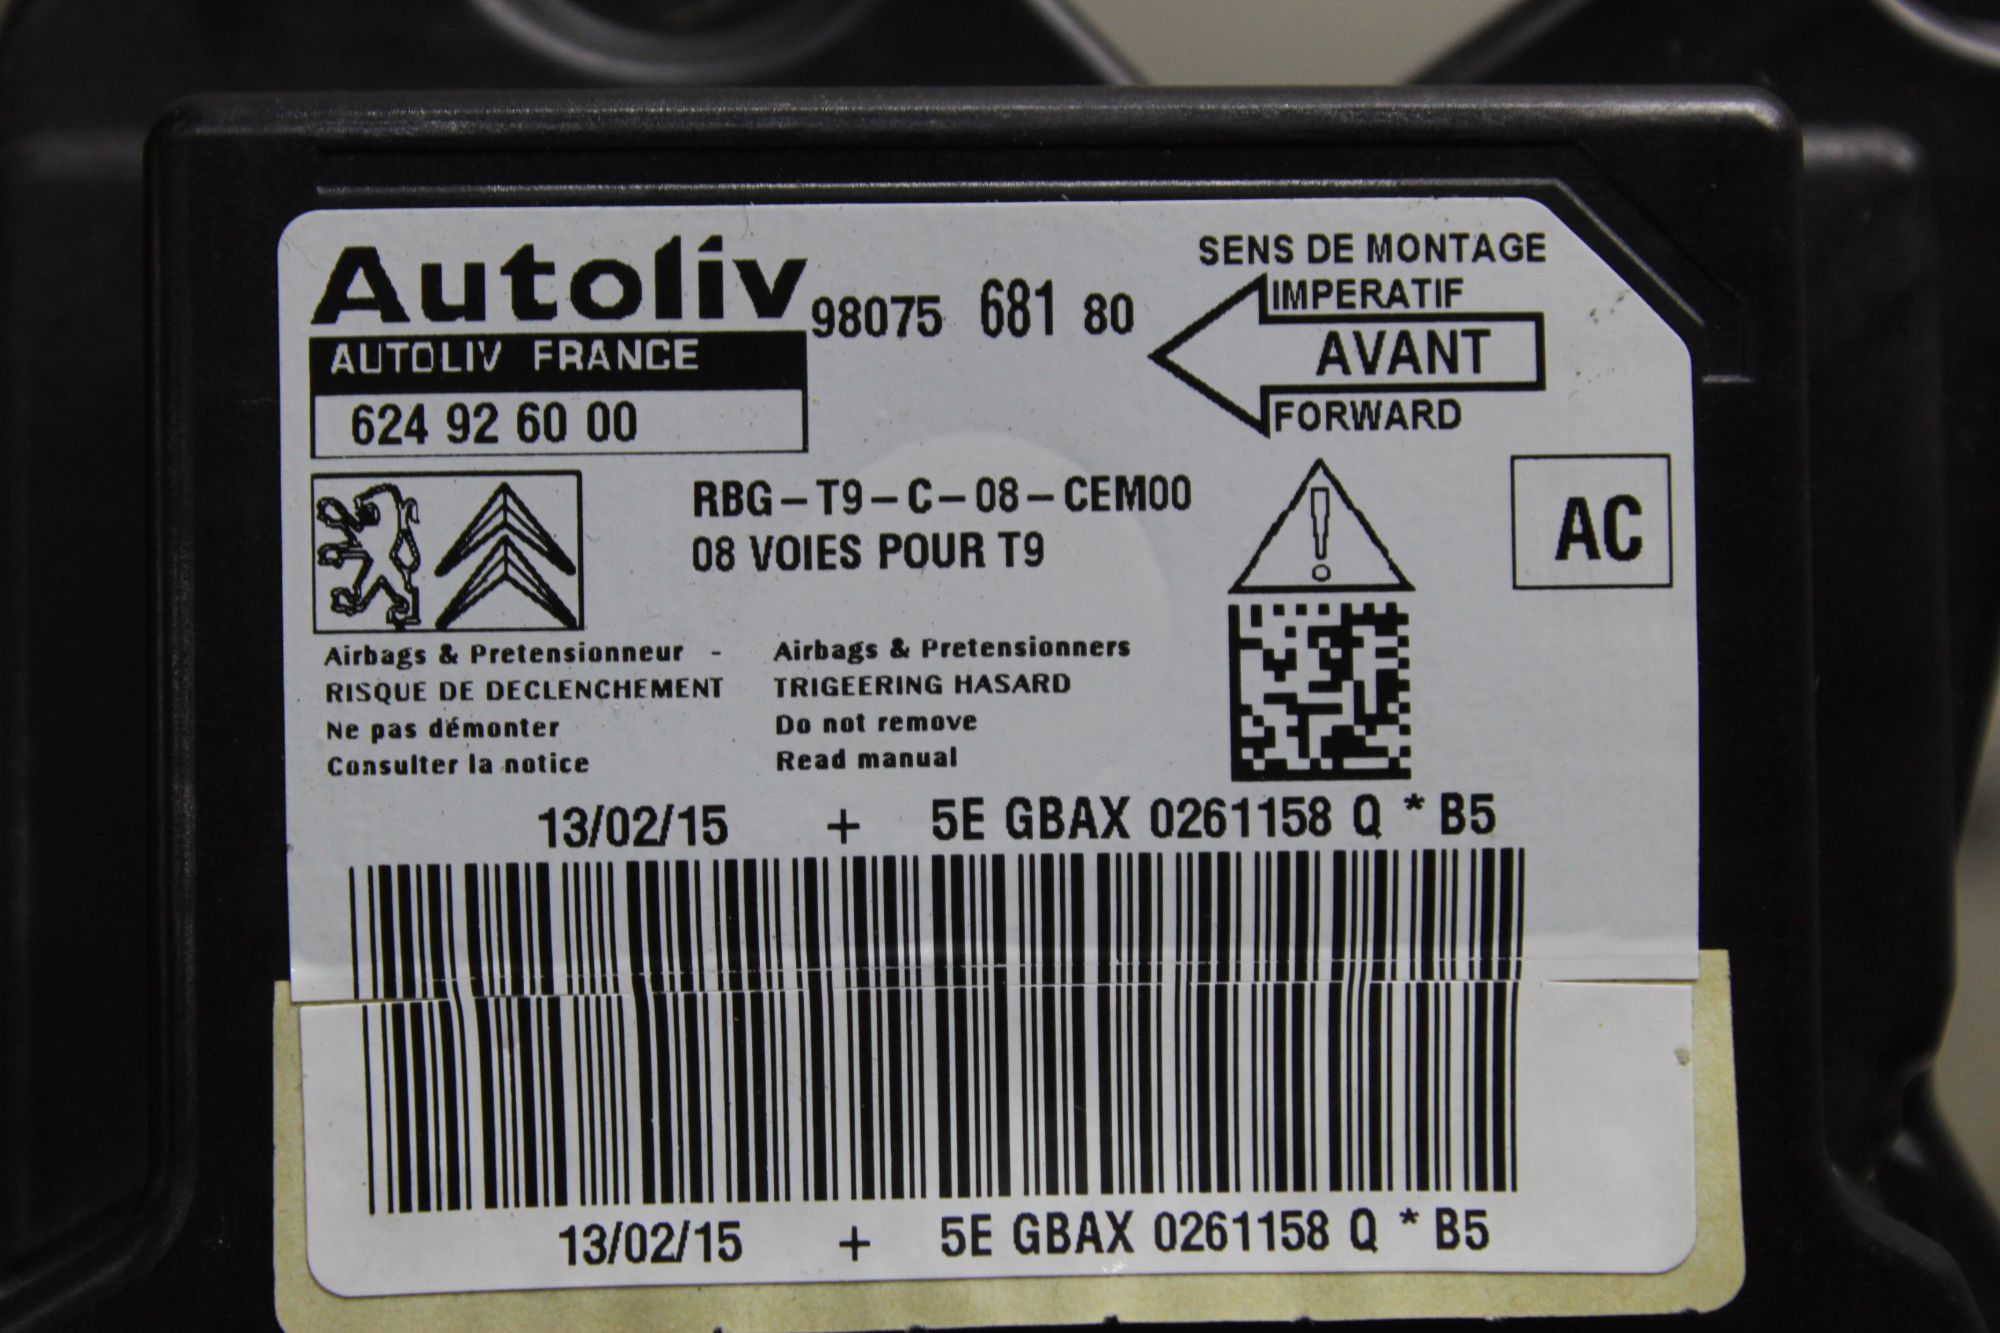 Autoliv 98075 681 80
AUTOLIV FRANCE
624 92 60 00
SENS DE MONTAGE
IMPERATIF
AVANT
FORWARD
RBG-T9-C-08-CEM00
08 VOIES POUR T9
AC
Airbags & Pretensionneur -
RISQUE DE DECLENCHEMENT
Ne pas démonter
Consulter la notice
Airbags & Pretensionners
TRIGEERING HASARD
Do not remove
Read manual
13/02/15 + 5E GBAX 0261158 Q * B5
13/02/15 + 5E GBAX 0261158 Q * B5